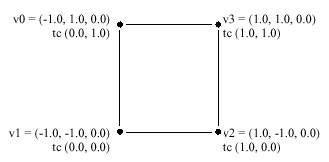 v0 = (-1.0, 1.0, 0.0)
tc (0.0, 1.0)
v3 = (1.0, 1.0, 0.0)
tc (1.0, 1.0)
v1 = (-1.0, -1.0, 0.0)
tc (0.0, 0.0)
v2 = (1.0, -1.0, 0.0)
tc (1.0, 0.0)